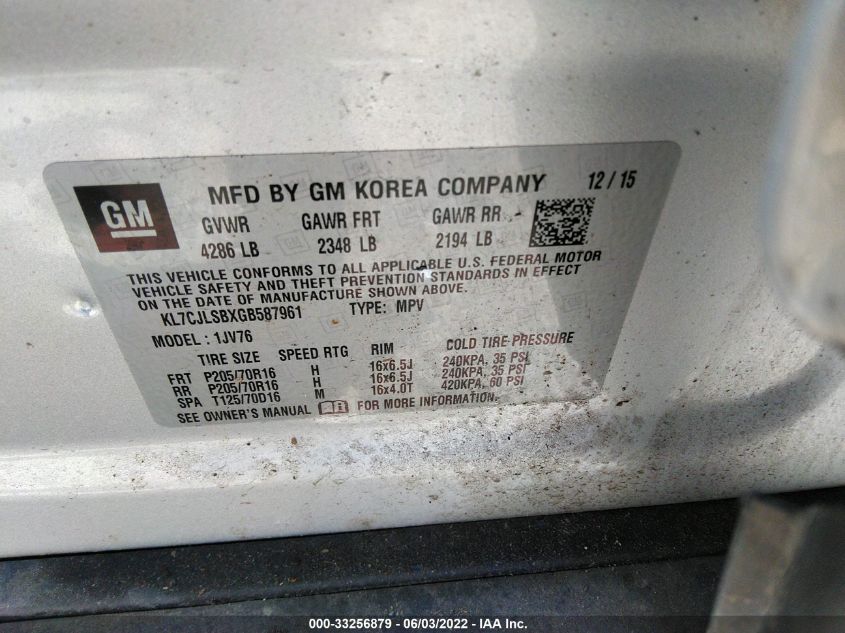 GM
MFD BY GM KOREA COMPANY 12/15
GVWR GAWR FRT GAWR RR
4286 LB 2348 LB 2194 LB
THIS VEHICLE CONFORMS TO ALL APPLICABLE U.S. FEDERAL MOTOR
VEHICLE SAFETY AND THEFT PREVENTION STANDARDS IN EFFECT
ON THE DATE OF MANUFACTURE SHOWN ABOVE.
KL7CJLSBXGB587961 TYPE: MPV
MODEL: 1JV76
TIRE SIZE SPEED RTG RIM COLD TIRE PRESSURE
FRT P205/70R16 H 16x6.5J 240KPA, 35 PSI
RR P205/70R16 H 16x6.5J 240KPA, 35 PSI
SPA T125/70D16 M 16x4.0T 420KPA, 60 PSI
SEE OWNER'S MANUAL FOR MORE INFORMATION.
000-33256879 - 06/03/2022 - IAA Inc.